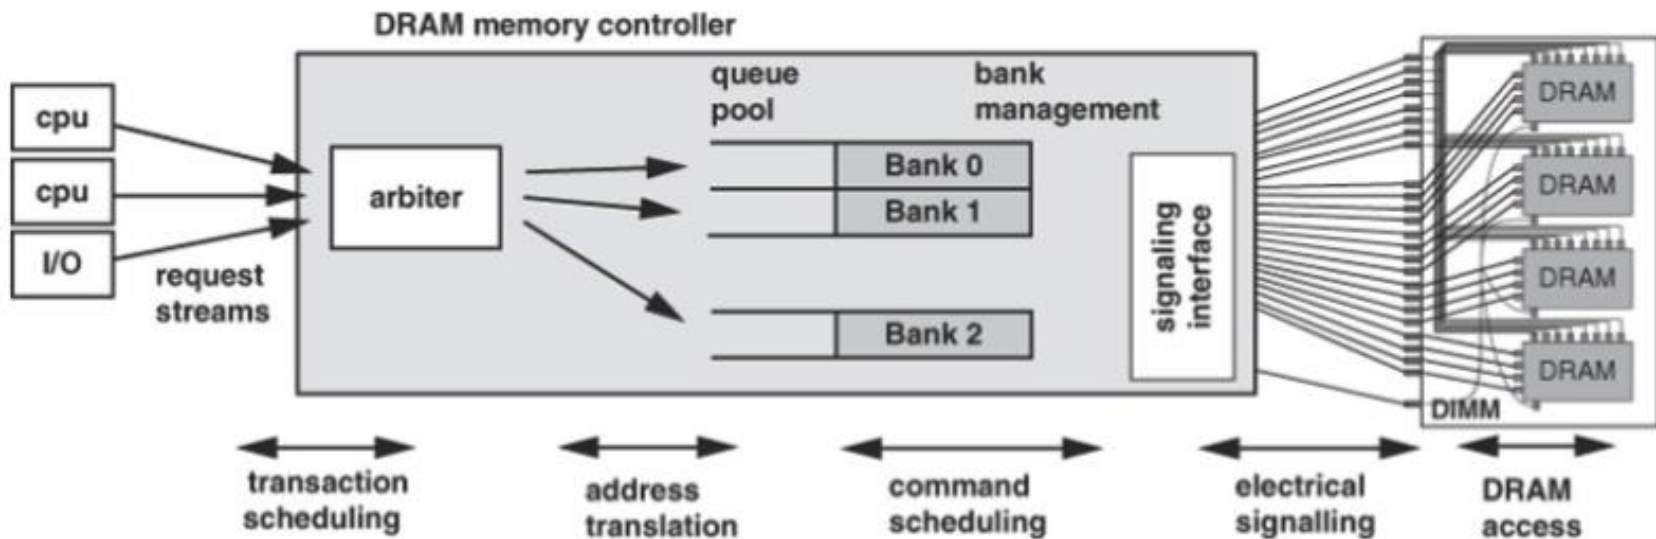 DRAM memory controller
cpu
cpu
I/O
request
streams
arbiter
queue
pool
bank
management
Bank 0
Bank 1
Bank 2
signaling
interface
DRAM
DRAM
DRAM
DRAM
DIMM
transaction
scheduling
address
translation
command
scheduling
electrical
signalling
DRAM
access